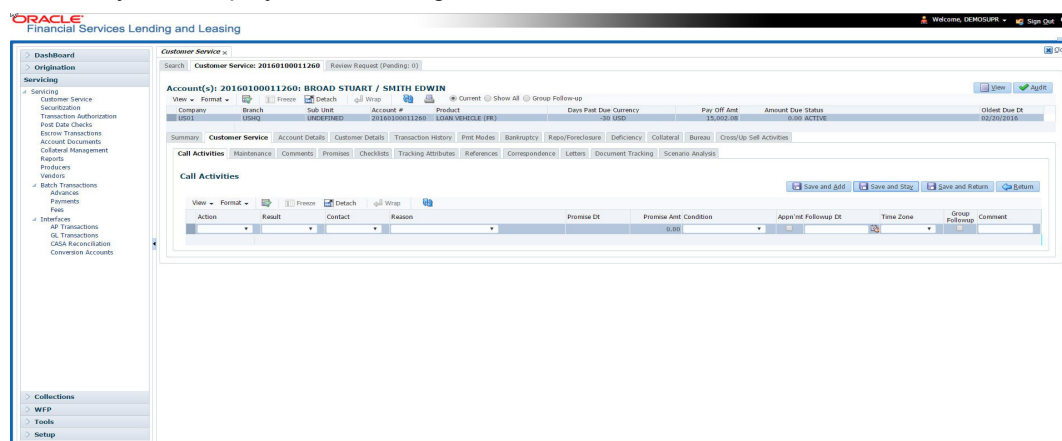 ORACLE
Financial Services Lending and Leasing
Welcome, DEMOSUPR
Sign Out
DashBoard
Origination
Servicing
Servicing
Customer Service
Securitization
Transaction Authorization
Post Date Checks
Escrow Transactions
Account Documents
Collateral Management
Reports
Producers
Vendors
Batch Transactions
Advances
Payments
Fees
Interfaces
AP Transactions
GL Transactions
CASA Reconciliation
Conversion Accounts
Collections
WFP
Tools
Setup
Customer Service
Search Customer Service: 20160100011260 Review Request (Pending: 0)
Account(s): 20160100011260: BROAD STUART / SMITH EDWIN
View Audit
View Format Freeze Detach Wrap Current Show All Group Follow-up
Company Branch Sub Unit Account # Product Days Past Due Currency Pay Off Amt Amount Due Status Oldest Due Dt
US01 USHQ UNDEFINED 20160100011260 LOAN VEHICLE (FR) -30 USD 15,002.08 0.00 ACTIVE 02/20/2016
Summary Customer Service Account Details Customer Details Transaction History Pmt Modes Bankruptcy Repo/Foreclosure Deficiency Collateral Bureau Cross/Up Sell Activities
Call Activities Maintenance Comments Promises Checklists Tracking Attributes References Correspondence Letters Document Tracking Scenario Analysis
Call Activities
Save and Add Save and Stay Save and Return Return
View Format Freeze Detach Wrap
Action Result Contact Reason Promise Dt Promise Amt Condition Appn'mt Followup Dt Time Zone Group Followup Comment
0.00